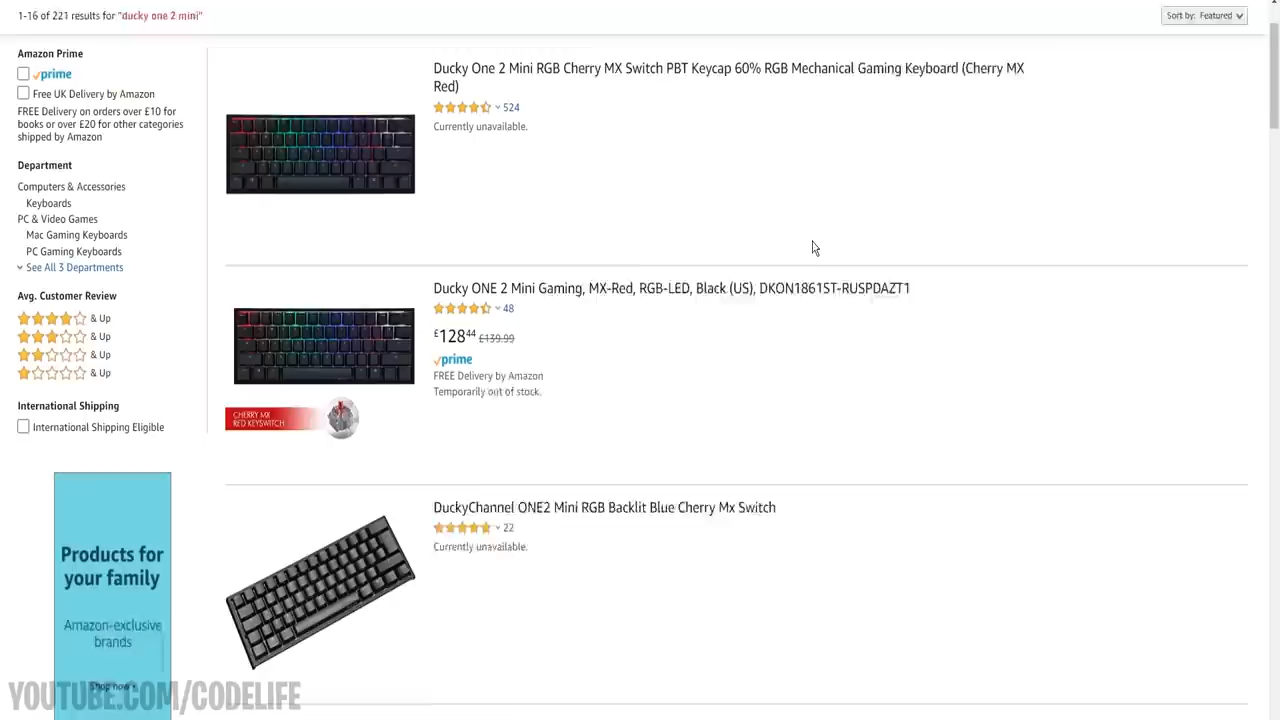 1-16 of 221 results for "ducky one 2 mini"
Sort by: Featured
Amazon Prime
prime
Free UK Delivery by Amazon
FREE Delivery on orders over £10 for
books or over £20 for other categories
shipped by Amazon
Department
Computers & Accessories
Keyboards
PC & Video Games
Mac Gaming Keyboards
PC Gaming Keyboards
See All 3 Departments
Avg. Customer Review
& Up
& Up
& Up
& Up
International Shipping
International Shipping Eligible
Products for
your family
Amazon-exclusive
brands
Shop now
Ducky One 2 Mini RGB Cherry MX Switch PBT Keycap 60% RGB Mechanical Gaming Keyboard (Cherry MX
Red)
524
Currently unavailable.
Ducky ONE 2 Mini Gaming, MX-Red, RGB-LED, Black (US), DKON1861ST-RUSPDAZT1
48
£128.44 £139.99
prime
FREE Delivery by Amazon
Temporarily out of stock.
CHERRY MX
RED KEYSWITCH
DuckyChannel ONE2 Mini RGB Backlit Blue Cherry Mx Switch
22
Currently unavailable.
YOUTUBE.COM/CODELIFE